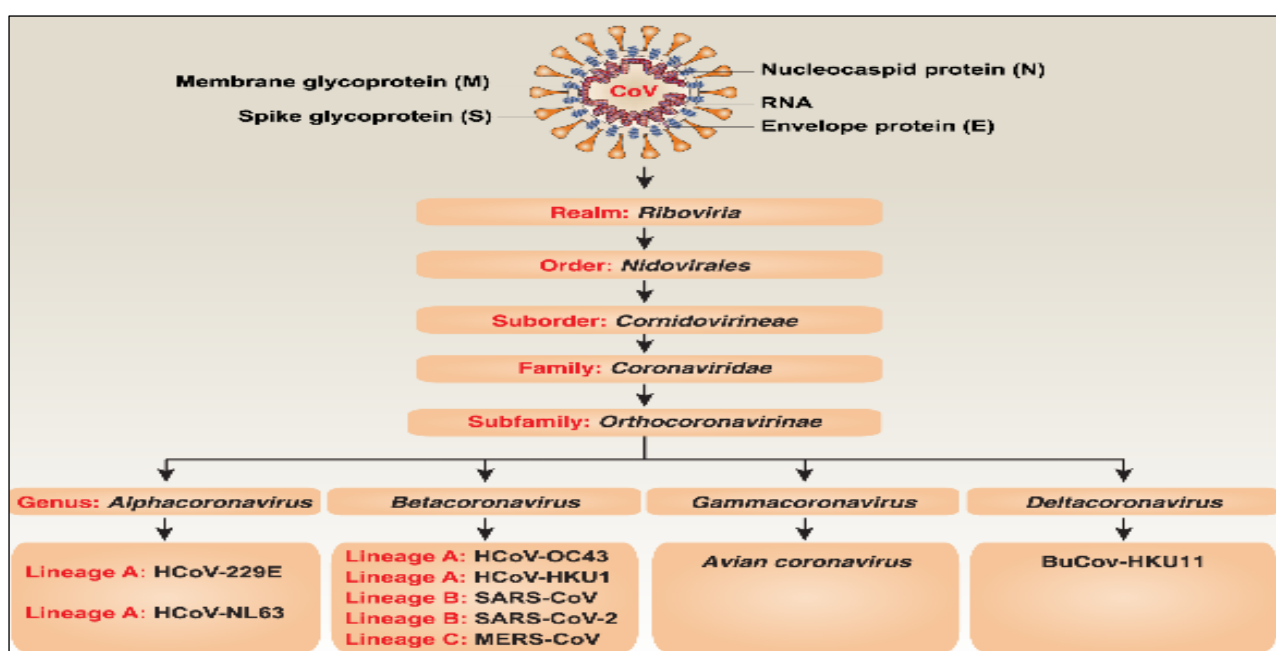 Membrane glycoprotein (M)
Spike glycoprotein (S)
CoV
Nucleocaspid protein (N)
RNA
Envelope protein (E)
Realm: Riboviria
Order: Nidovirales
Suborder: Cornidovirineae
Family: Coronaviridae
Subfamily: Orthocoronavirinae
Genus: Alphacoronavirus
Betacoronavirus
Gammacoronavirus
Deltacoronavirus
Lineage A: HCoV-229E
Lineage A: HCoV-NL63
Lineage A: HCoV-OC43
Lineage A: HCoV-HKU1
Lineage B: SARS-CoV
Lineage B: SARS-CoV-2
Lineage C: MERS-CoV
Avian coronavirus
BuCov-HKU11